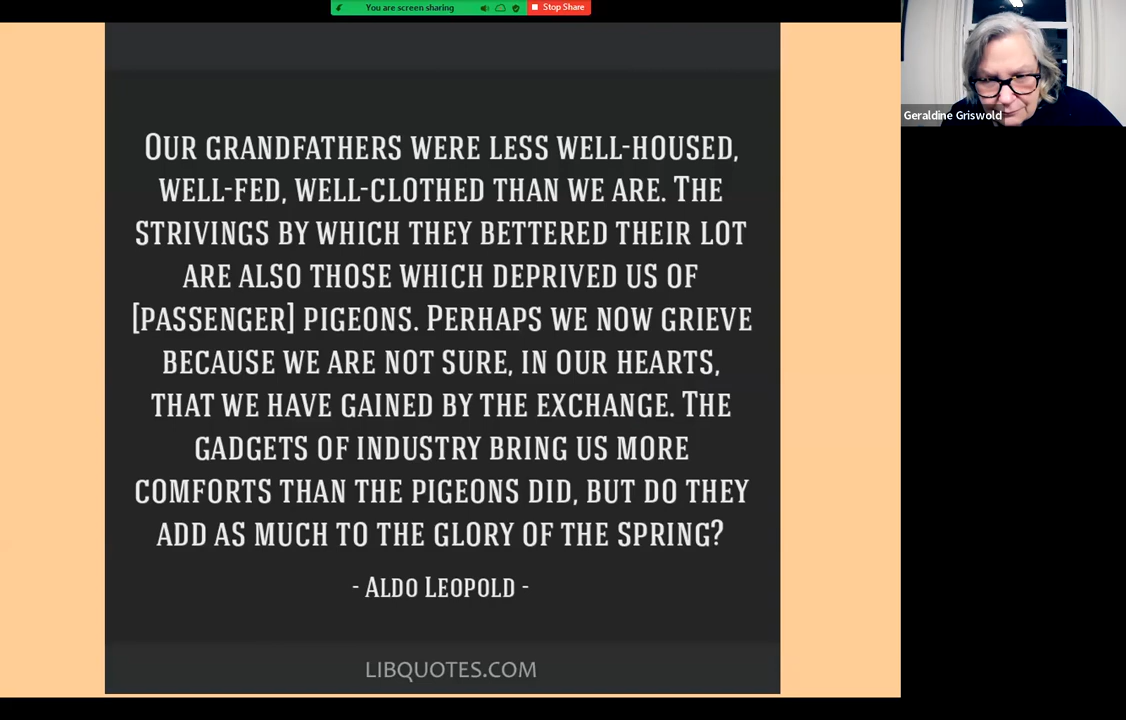 You are screen sharing
Stop Share
Geraldine Griswold
Our grandfathers were less well-housed,
well-fed, well-clothed than we are. The
strivings by which they bettered their lot
are also those which deprived us of
[passenger] pigeons. Perhaps we now grieve
because we are not sure, in our hearts,
that we have gained by the exchange. The
gadgets of industry bring us more
comforts than the pigeons did, but do they
add as much to the glory of the spring?
- Aldo Leopold -
LIBQUOTES.COM